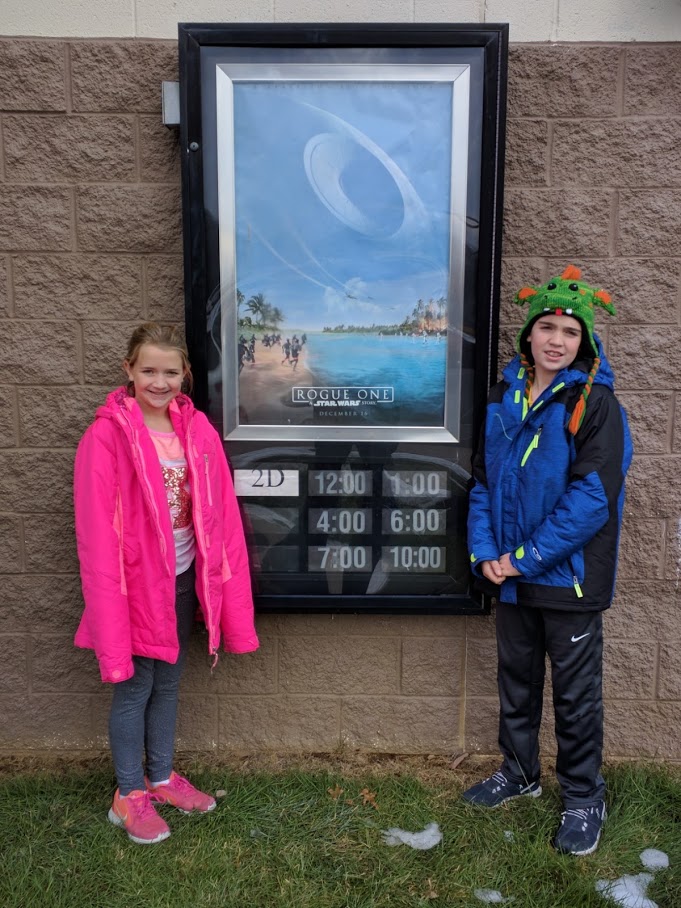 ROGUE ONE
A STAR WARS STORY
DECEMBER 16
2D 12:00 1:00
4:00 6:00
7:00 10:00